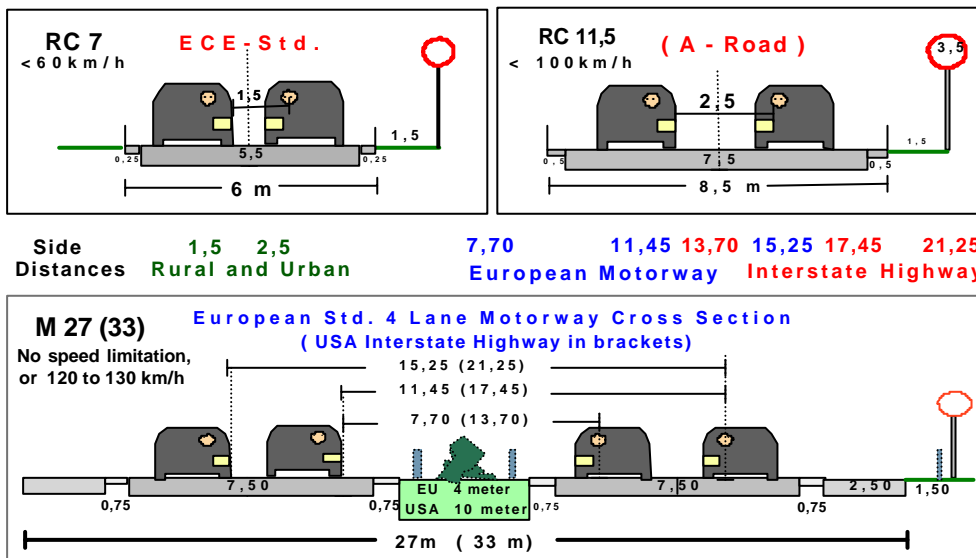 RC 7
< 60 km/h
ECE-Std.
1,5
1,5
0,25
5,5
0,25
6 m
RC 11,5
< 100 km/h
( A - Road )
3,5
2,5
1,5
0,5
7,5
0,5
8,5 m
Side Distances
1,5 2,5
Rural and Urban
7,70 11,45 13,70 15,25 17,45 21,25
European Motorway Interstate Highway
M 27 (33)
No speed limitation,
or 120 to 130 km/h
European Std. 4 Lane Motorway Cross Section
( USA Interstate Highway in brackets)
15,25 (21,25)
11,45 (17,45)
7,70 (13,70)
7,50
7,50
2,50
0,75
0,75
EU 4 meter
USA 10 meter
0,75
0,75
1,50
27m ( 33 m)